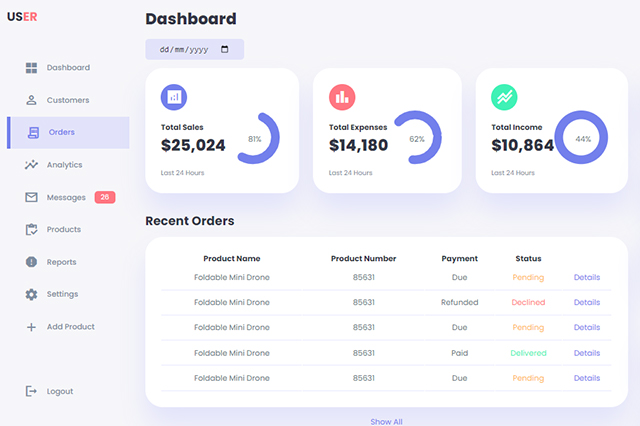 USER
Dashboard
Customers
Orders
Analytics
Messages 26
Products
Reports
Settings
Add Product
Logout
Dashboard
dd/mm/yyyy
Total Sales
$25,024
81%
Last 24 Hours
Total Expenses
$14,180
62%
Last 24 Hours
Total Income
$10,864
44%
Last 24 Hours
Recent Orders
Product Name Product Number Payment Status
Foldable Mini Drone 85631 Due Pending Details
Foldable Mini Drone 85631 Refunded Declined Details
Foldable Mini Drone 85631 Due Pending Details
Foldable Mini Drone 85631 Paid Delivered Details
Foldable Mini Drone 85631 Due Pending Details
Show All